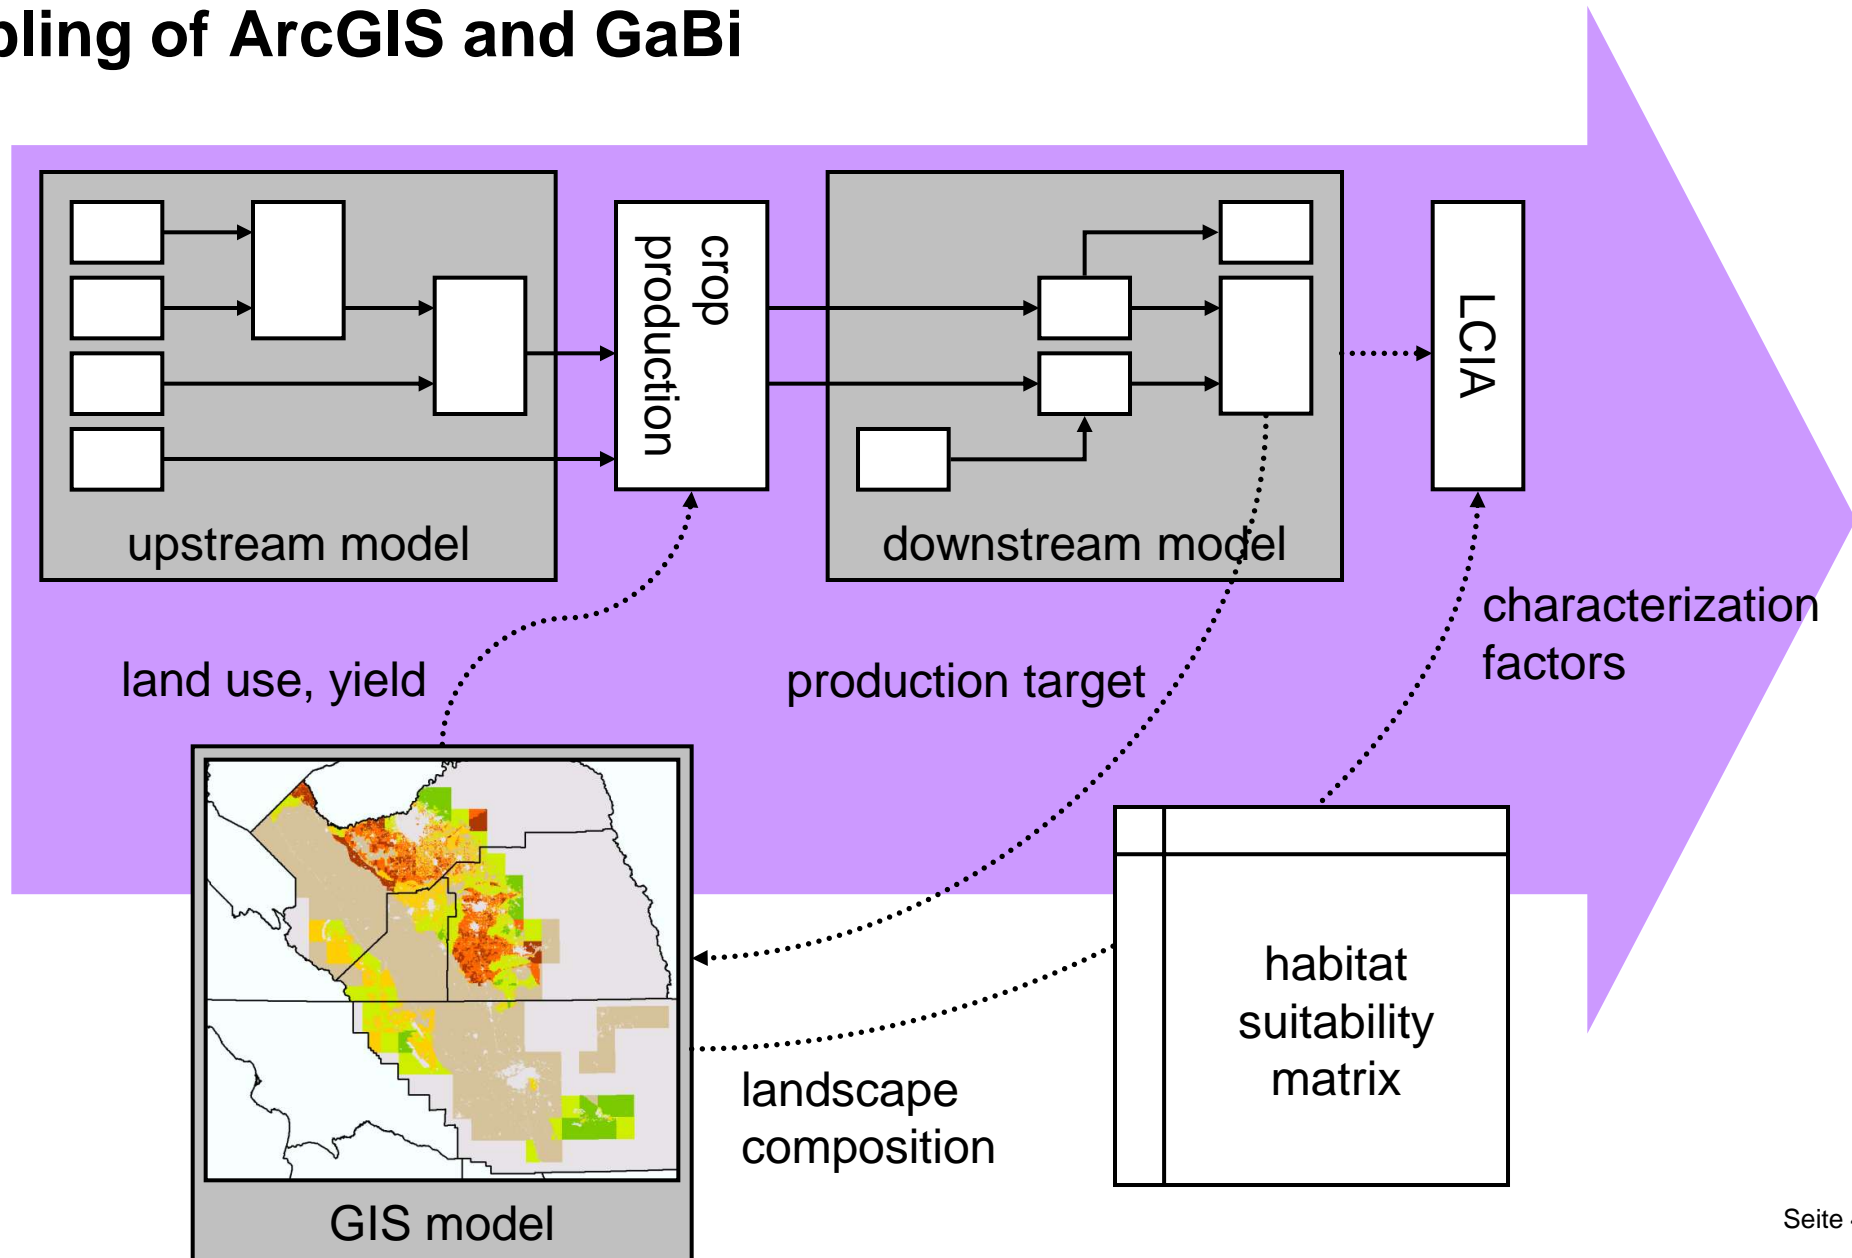 of ArcGIS and GaBi
crop
production
LCIA
upstream model
downstream model
characterization
factors
land use, yield
production target
habitat
suitability
matrix
landscape
composition
GIS model
Seite